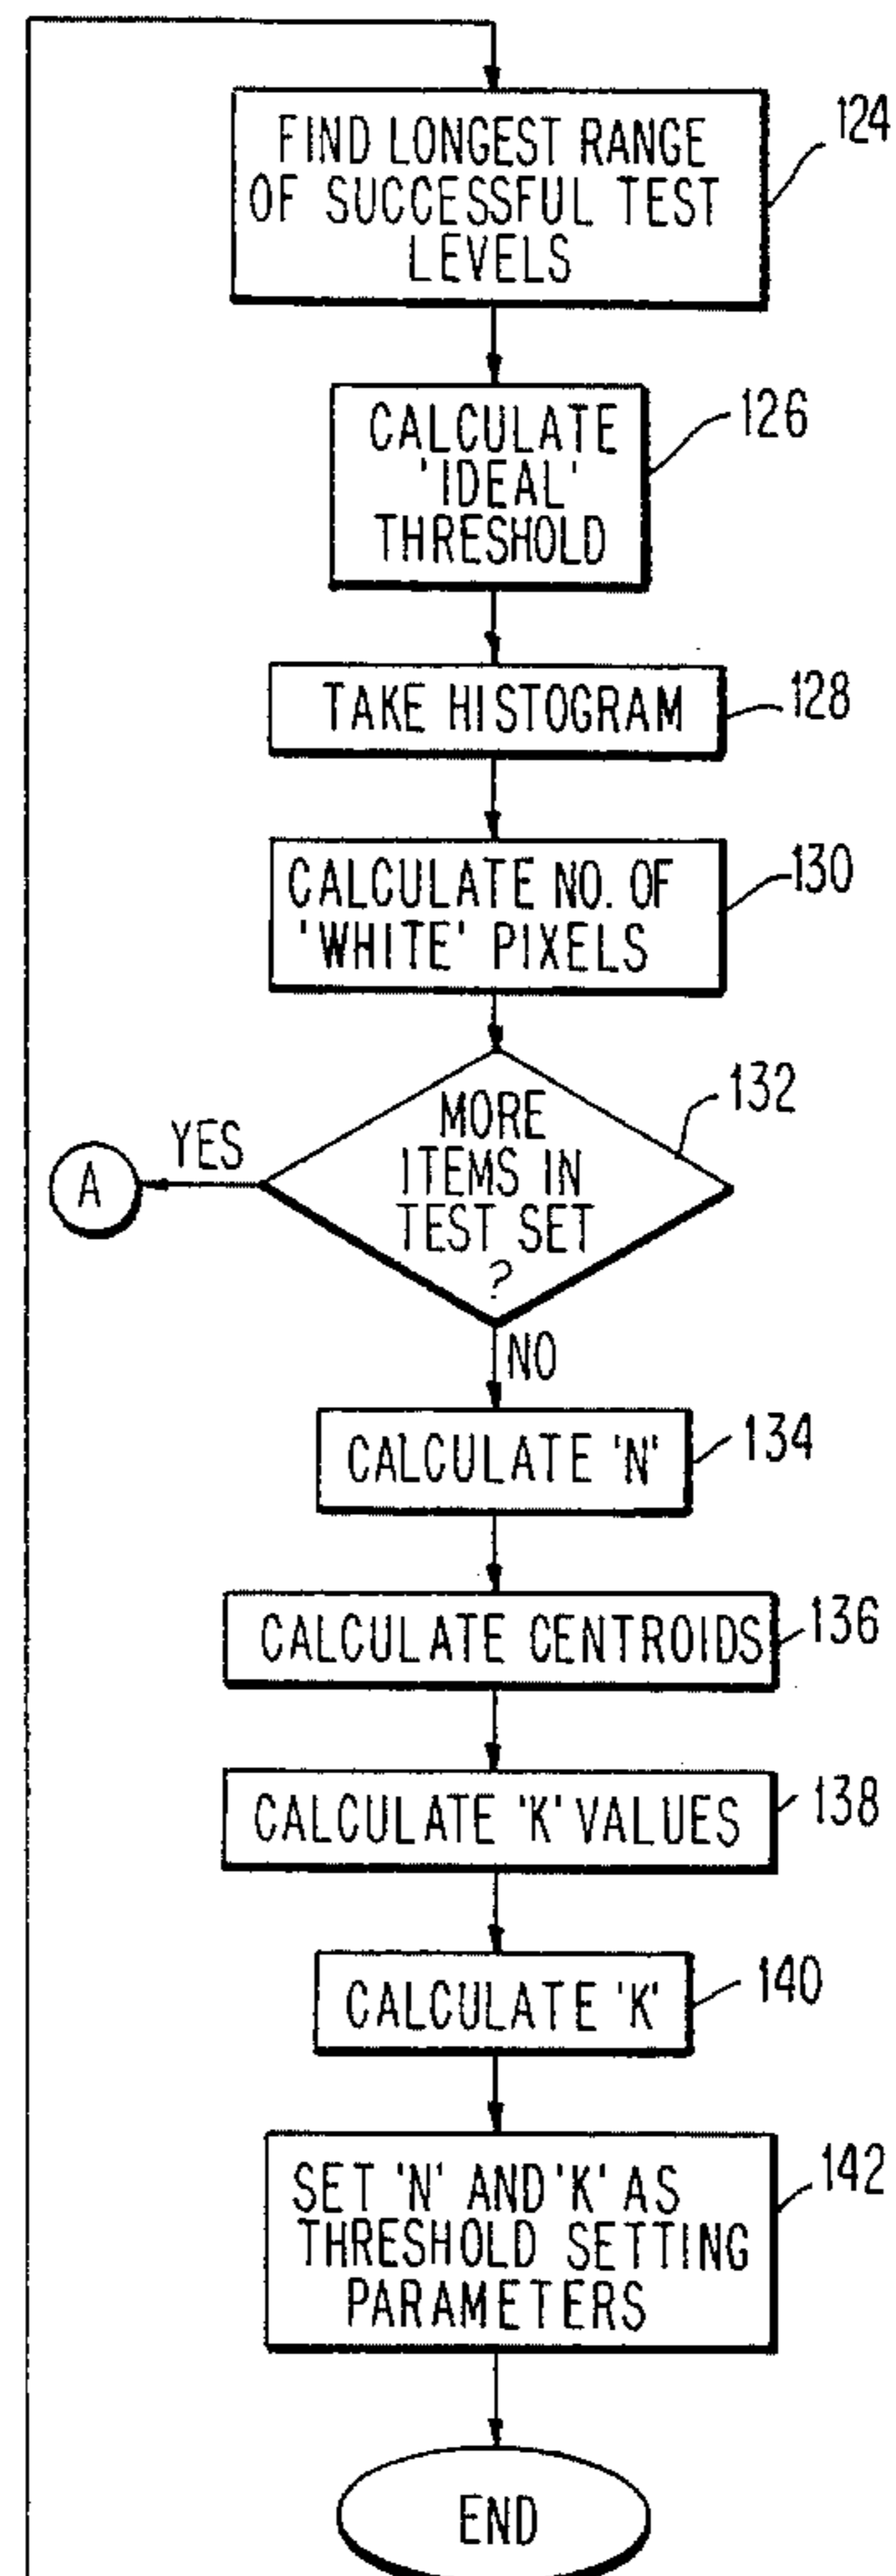 FIND LONGEST RANGE
OF SUCCESSFUL TEST
LEVELS
124
CALCULATE
'IDEAL'
THRESHOLD
126
TAKE HISTOGRAM
128
CALCULATE NO. OF
'WHITE' PIXELS
130
MORE
ITEMS IN
TEST SET
?
132
YES
A
NO
CALCULATE 'N'
134
CALCULATE CENTROIDS
136
CALCULATE 'K' VALUES
138
CALCULATE 'K'
140
SET 'N' AND 'K' AS
THRESHOLD SETTING
PARAMETERS
142
END